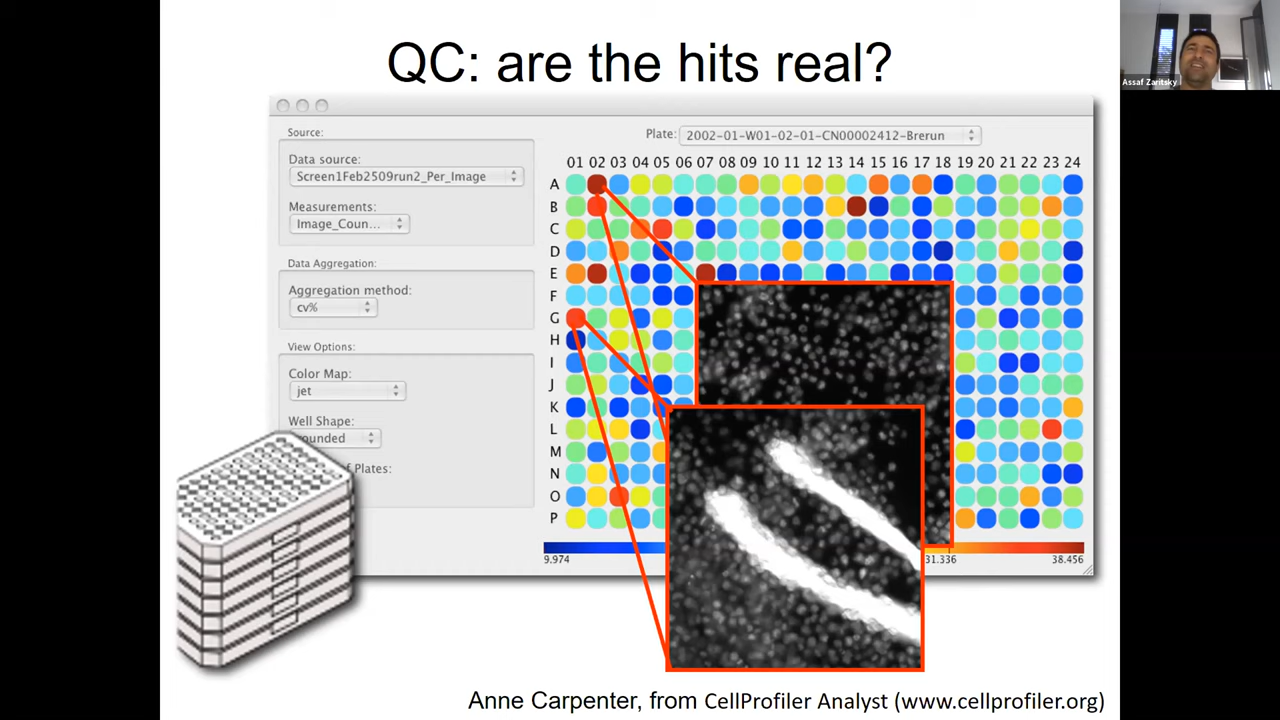 QC: are the hits real?
Assaf Zaritsky
Source:
Data source:
Screen1Feb2509run2_Per_Image
Measurements:
Image_Coun...
Data Aggregation:
Aggregation method:
cv%
View Options:
Color Map:
jet
Well Shape:
ounded
of Plates:
Plate: 2002-01-W01-02-01-CN00002412-Brerun
01 02 03 04 05 06 07 08 09 10 11 12 13 14 15 16 17 18 19 20 21 22 23 24
A
B
C
D
E
F
G
H
I
J
K
L
M
N
O
P
9.974 31.336 38.456
Anne Carpenter, from CellProfiler Analyst (www.cellprofiler.org)